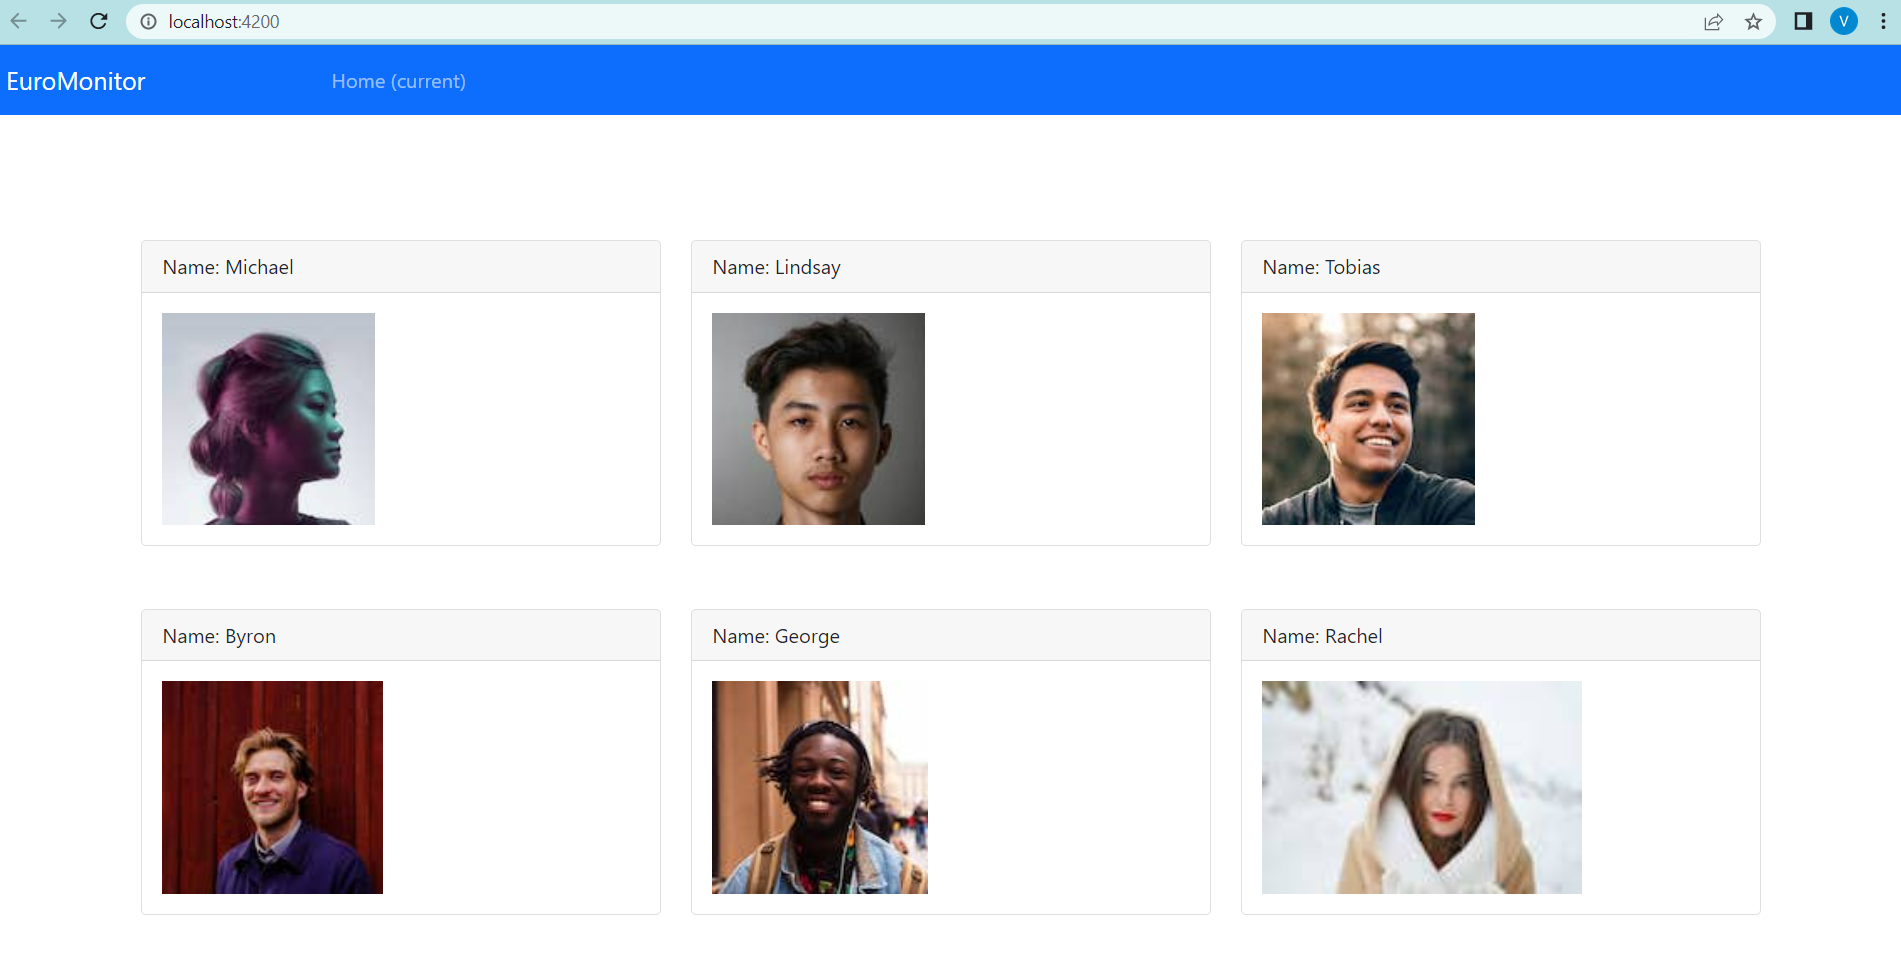 localhost:4200
V
EuroMonitor
Home (current)
Name: Michael
Name: Lindsay
Name: Tobias
Name: Byron
Name: George
Name: Rachel